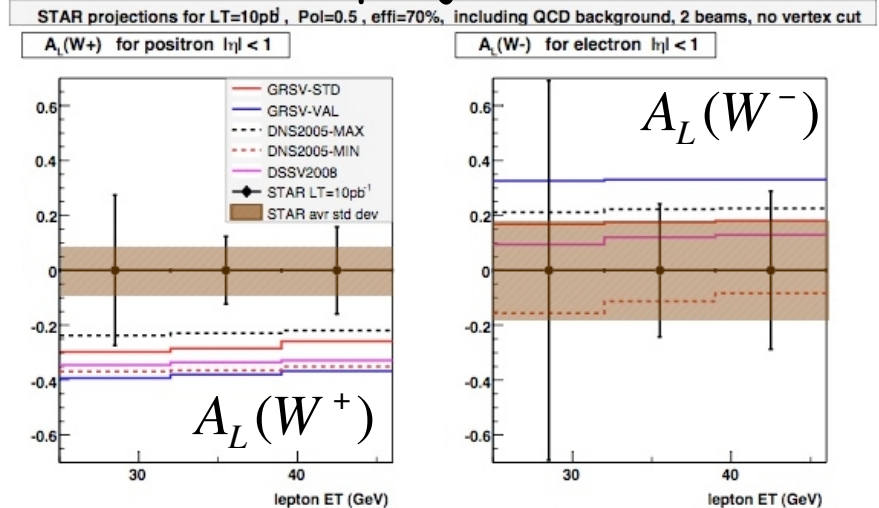 STAR projections for LT=10pb¹, Pol=0.5, effi=70%, including QCD background, 2 beams, no vertex cut
A_L(W+) for positron |η| < 1
A_L(W-) for electron |η| < 1
GRSV-STD
GRSV-VAL
DNS2005-MAX
DNS2005-MIN
DSSV2008
STAR LT=10pb⁻¹
STAR avr std dev
0.6
0.4
0.2
0
-0.2
-0.4
-0.6
A_L(W⁺)
30
40
lepton ET (GeV)
A_L(W⁻)
0.6
0.4
0.2
0
-0.2
-0.4
-0.6
30
40
lepton ET (GeV)